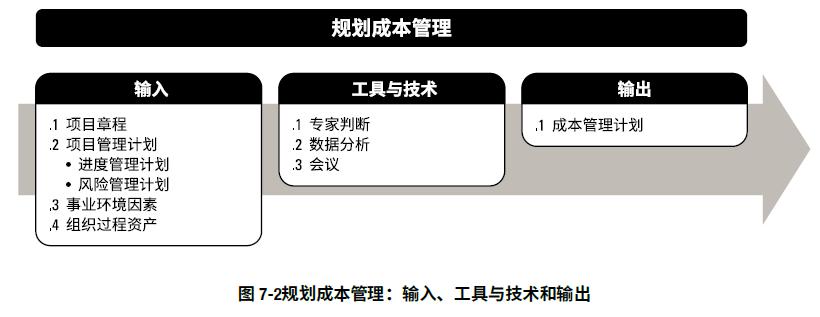 规划成本管理
输入
.1 项目章程
.2 项目管理计划
• 进度管理计划
• 风险管理计划
.3 事业环境因素
.4 组织过程资产
工具与技术
.1 专家判断
.2 数据分析
.3 会议
输出
.1 成本管理计划
图 7-2规划成本管理：输入、工具与技术和输出